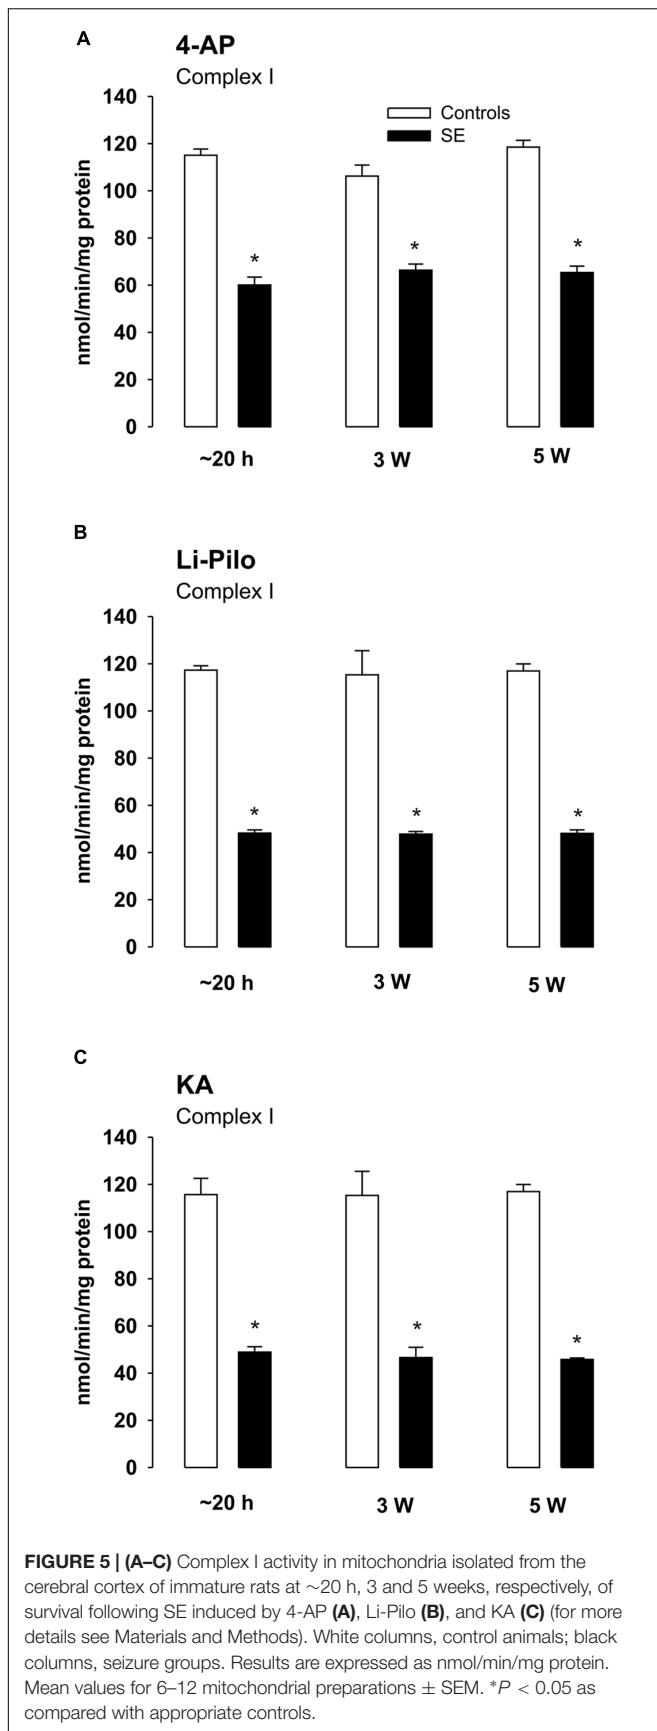 A
4-AP
Complex I
140
120
100
80
60
40
20
0
nmol/min/mg protein
Controls
SE
*
*
*
~20 h
3 W
5 W
B
Li-Pilo
Complex I
140
120
100
80
60
40
20
0
nmol/min/mg protein
*
*
*
~20 h
3 W
5 W
C
KA
Complex I
140
120
100
80
60
40
20
0
nmol/min/mg protein
*
*
*
~20 h
3 W
5 W
FIGURE 5 | (A–C) Complex I activity in mitochondria isolated from the
cerebral cortex of immature rats at ∼20 h, 3 and 5 weeks, respectively, of
survival following SE induced by 4-AP (A), Li-Pilo (B), and KA (C) (for more
details see Materials and Methods). White columns, control animals; black
columns, seizure groups. Results are expressed as nmol/min/mg protein.
Mean values for 6–12 mitochondrial preparations ± SEM. *P < 0.05 as
compared with appropriate controls.